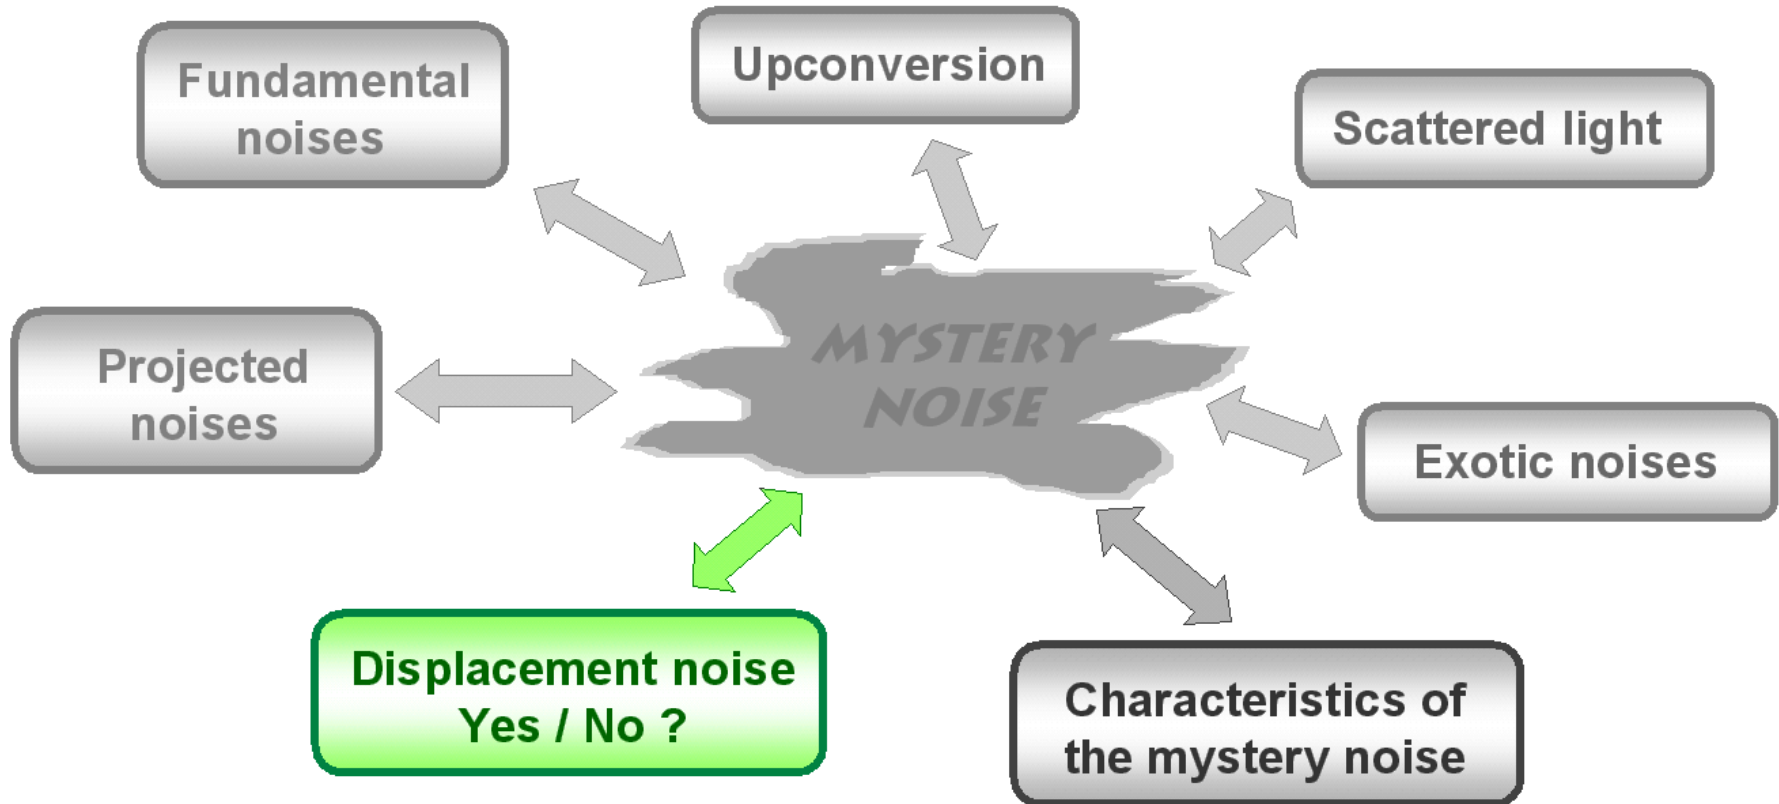 Upconversion
Fundamental
noises
Scattered light
MYSTERY
NOISE
Projected
noises
Exotic noises
Displacement noise
Yes / No ?
Characteristics of
the mystery noise